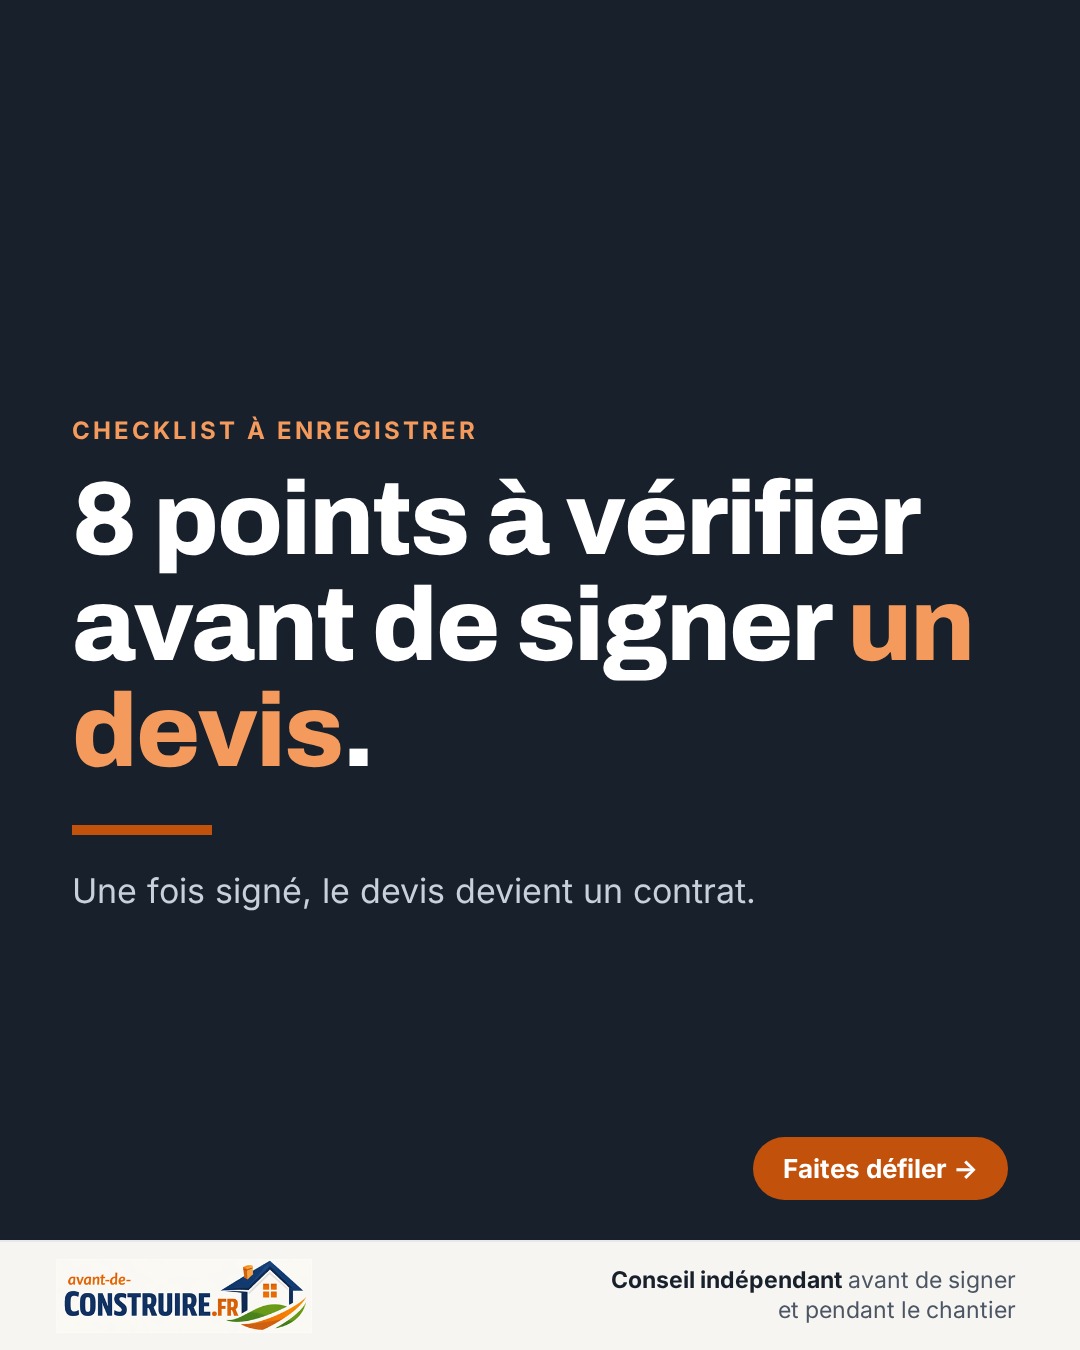 CHECKLIST À ENREGISTRER
8 points à vérifier
avant de signer un
devis.
Une fois signé, le devis devient un contrat.
Faites défiler →
avant-de-
CONSTRUIRE.FR
Conseil indépendant avant de signer
et pendant le chantier